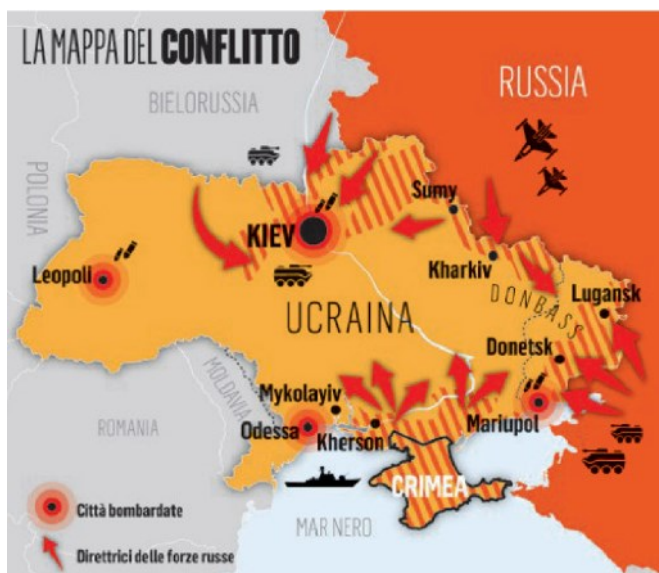 LA MAPPA DEL CONFLITTO
RUSSIA
BIELORUSSIA
POLONIA
Sumy
KIEV
Leopoli
Kharkiv
DONBASS
Lugansk
UCRAINA
Donetsk
MOLDAVIA
Mykolayiv
Mariupol
ROMANIA
Odessa
Kherson
CRIMEA
Città bombardate
MAR NERO
Direttrici delle forze russe